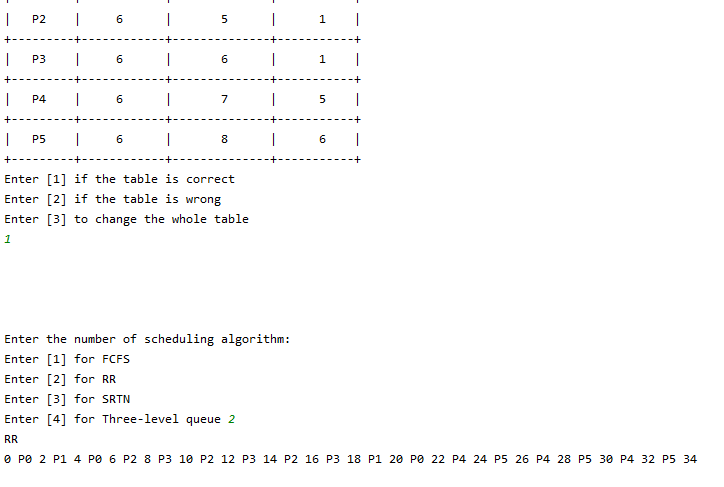 | P2 | 6 | 5 | 1 |
+--------+-----------+-------------+----------+
| P3 | 6 | 6 | 1 |
+--------+-----------+-------------+----------+
| P4 | 6 | 7 | 5 |
+--------+-----------+-------------+----------+
| P5 | 6 | 8 | 6 |
+--------+-----------+-------------+----------+
Enter [1] if the table is correct
Enter [2] if the table is wrong
Enter [3] to change the whole table
1
Enter the number of scheduling algorithm:
Enter [1] for FCFS
Enter [2] for RR
Enter [3] for SRTN
Enter [4] for Three-level queue 2
RR
0 P0 2 P1 4 P0 6 P2 8 P3 10 P2 12 P3 14 P2 16 P3 18 P1 20 P0 22 P4 24 P5 26 P4 28 P5 30 P4 32 P5 34